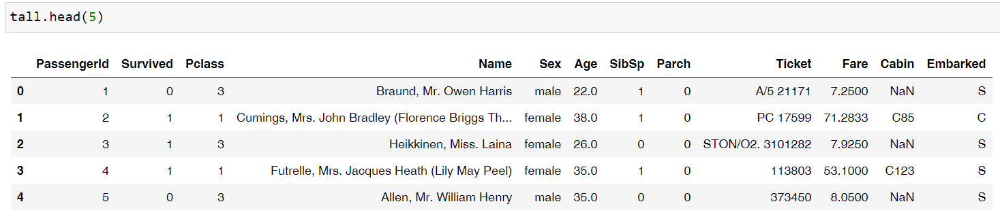 tall.head(5)
PassengerId Survived Pclass Name Sex Age SibSp Parch Ticket Fare Cabin Embarked
0 1 0 3 Braund, Mr. Owen Harris male 22.0 1 0 A/5 21171 7.2500 NaN S
1 2 1 1 Cumings, Mrs. John Bradley (Florence Briggs Th... female 38.0 1 0 PC 17599 71.2833 C85 C
2 3 1 3 Heikkinen, Miss. Laina female 26.0 0 0 STON/O2. 3101282 7.9250 NaN S
3 4 1 1 Futrelle, Mrs. Jacques Heath (Lily May Peel) female 35.0 1 0 113803 53.1000 C123 S
4 5 0 3 Allen, Mr. William Henry male 35.0 0 0 373450 8.0500 NaN S